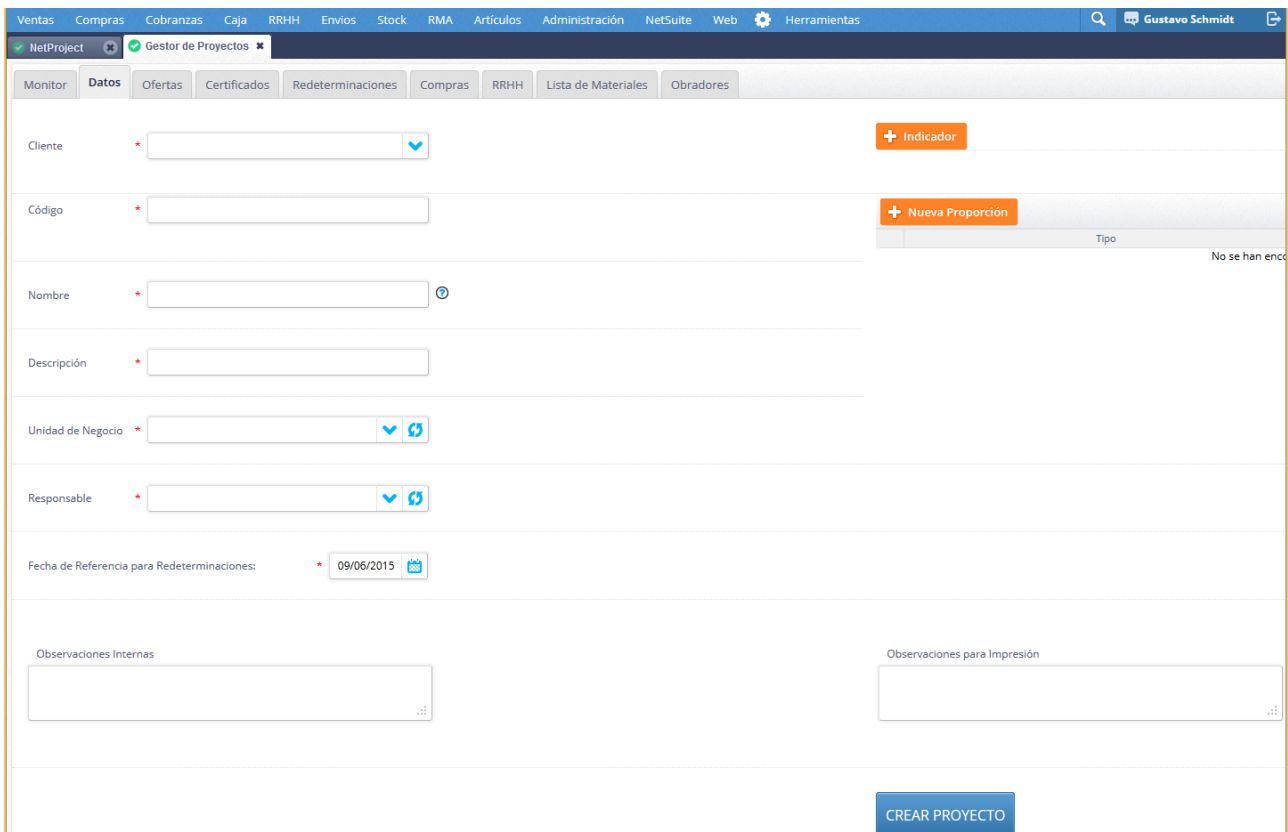 Ventas Compras Cobranzas Caja RRHH Envios Stock RMA Artículos Administración NetSuite Web Herramientas Gustavo Schmidt
NetProject Gestor de Proyectos
Monitor Datos Ofertas Certificados Redeterminaciones Compras RRHH Lista de Materiales Obradores
Cliente *
+ Indicador
Código *
+ Nueva Proporción
Tipo
No se han enco
Nombre *
Descripción *
Unidad de Negocio *
Responsable *
Fecha de Referencia para Redeterminaciones: * 09/06/2015
Observaciones Internas
Observaciones para Impresión
CREAR PROYECTO